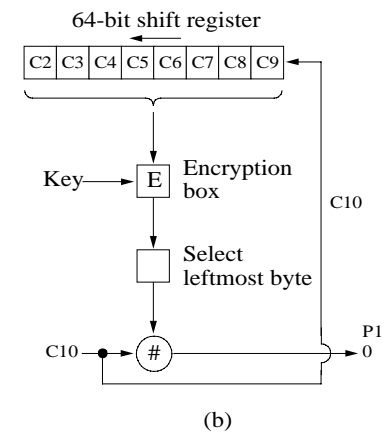 64-bit shift register
C2 C3 C4 C5 C6 C7 C8 C9
Key
E
Encryption
box
C10
Select
leftmost byte
C10
#
P1
0
(b)